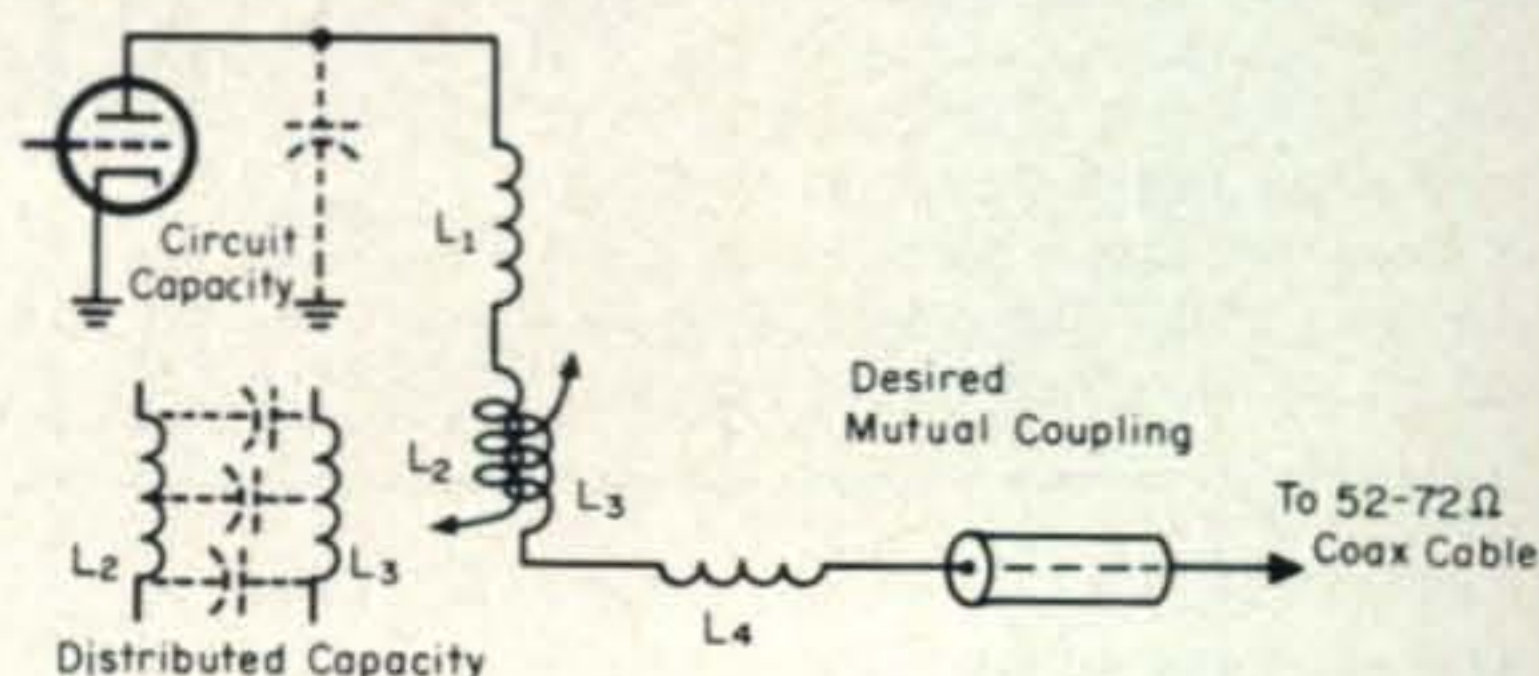 Circuit
Capacity
L₁
L₂
L₃
Desired
Mutual Coupling
To 52-72Ω
Coax Cable
L₂
L₃
L₄
Distributed Capacity